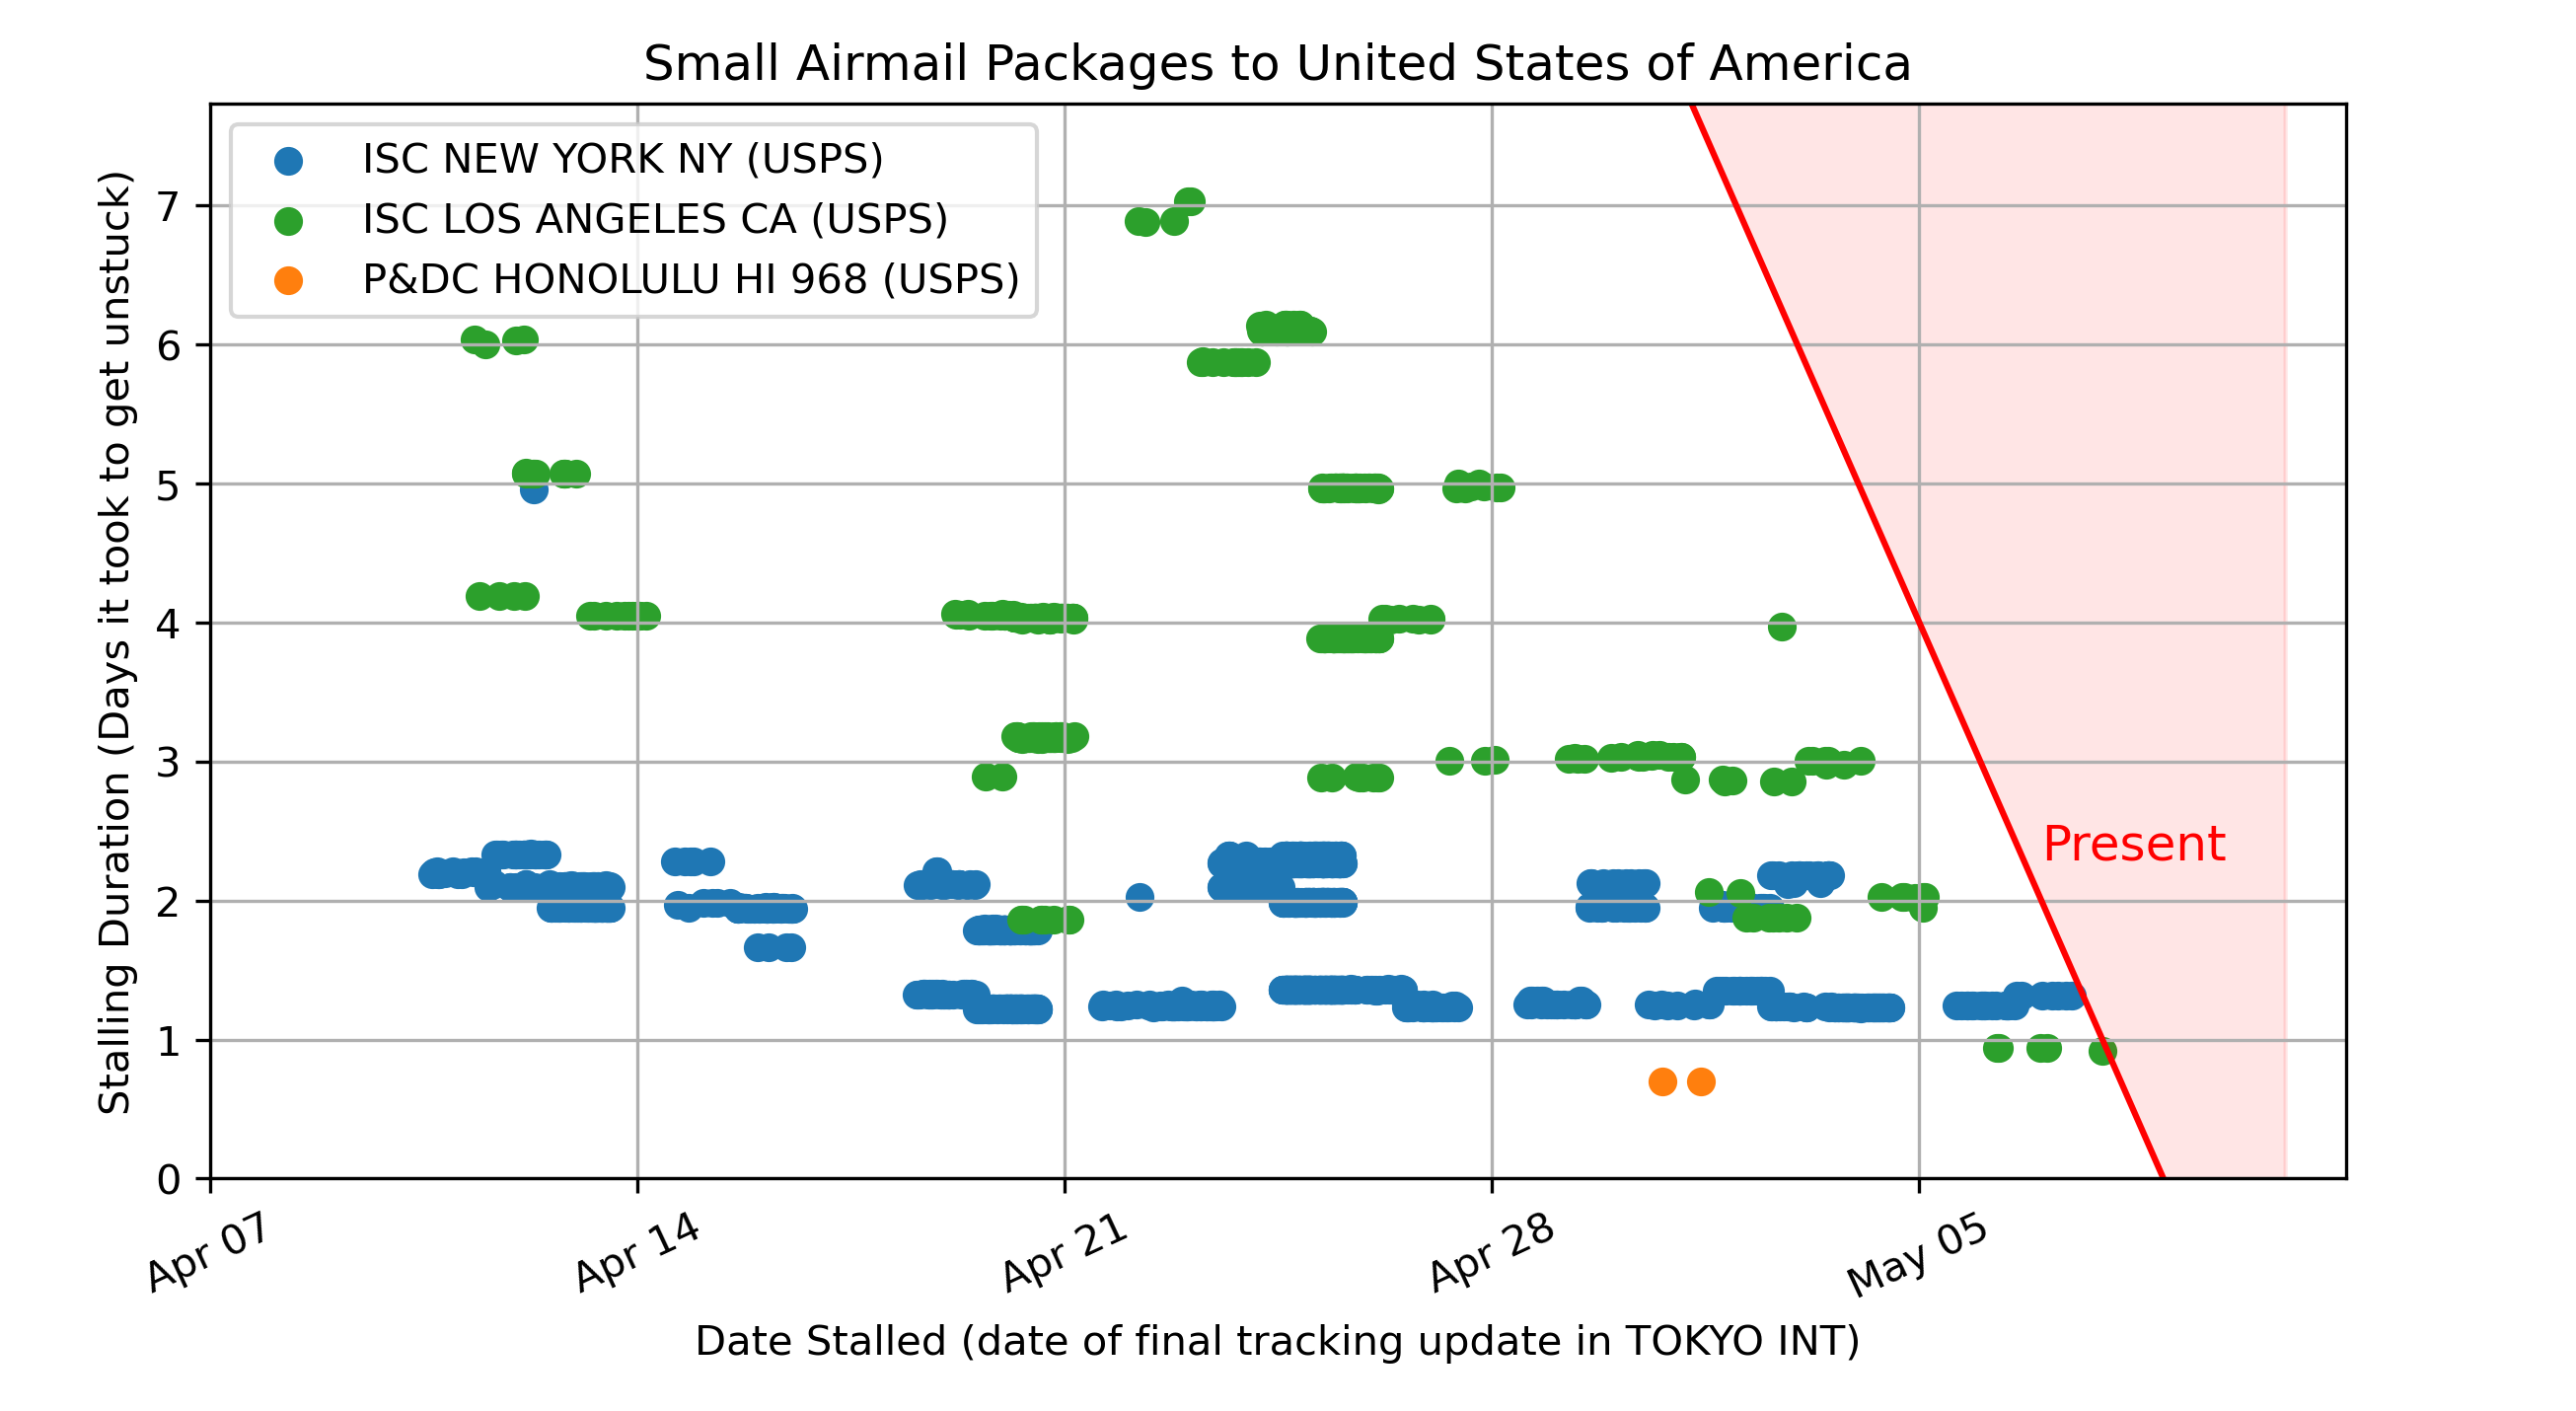 Small Airmail Packages to United States of America
ISC NEW YORK NY (USPS)
ISC LOS ANGELES CA (USPS)
P&DC HONOLULU HI 968 (USPS)
Stalling Duration (Days it took to get unstuck)
7
6
5
4
3
2
1
0
Present
Apr 07
Apr 14
Apr 21
Apr 28
May 05
Date Stalled (date of final tracking update in TOKYO INT)